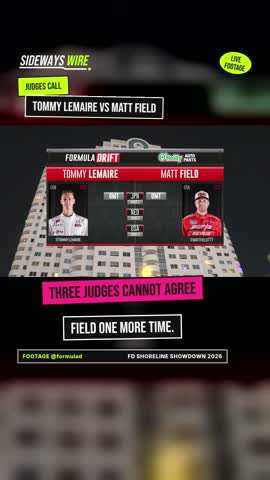 SIDEWAYS WIRE.
LIVE
FOOTAGE
JUDGES CALL
TOMMY LEMAIRE VS MATT FIELD
FORMULA DRIFT
O'Reilly AUTO PARTS
TOMMY LEMAIRE
MATT FIELD
OMT JPN OMT
NED
USA
THREE JUDGES CANNOT AGREE
FIELD ONE MORE TIME.
FOOTAGE @formulad
FD SHORELINE SHOWDOWN 2026